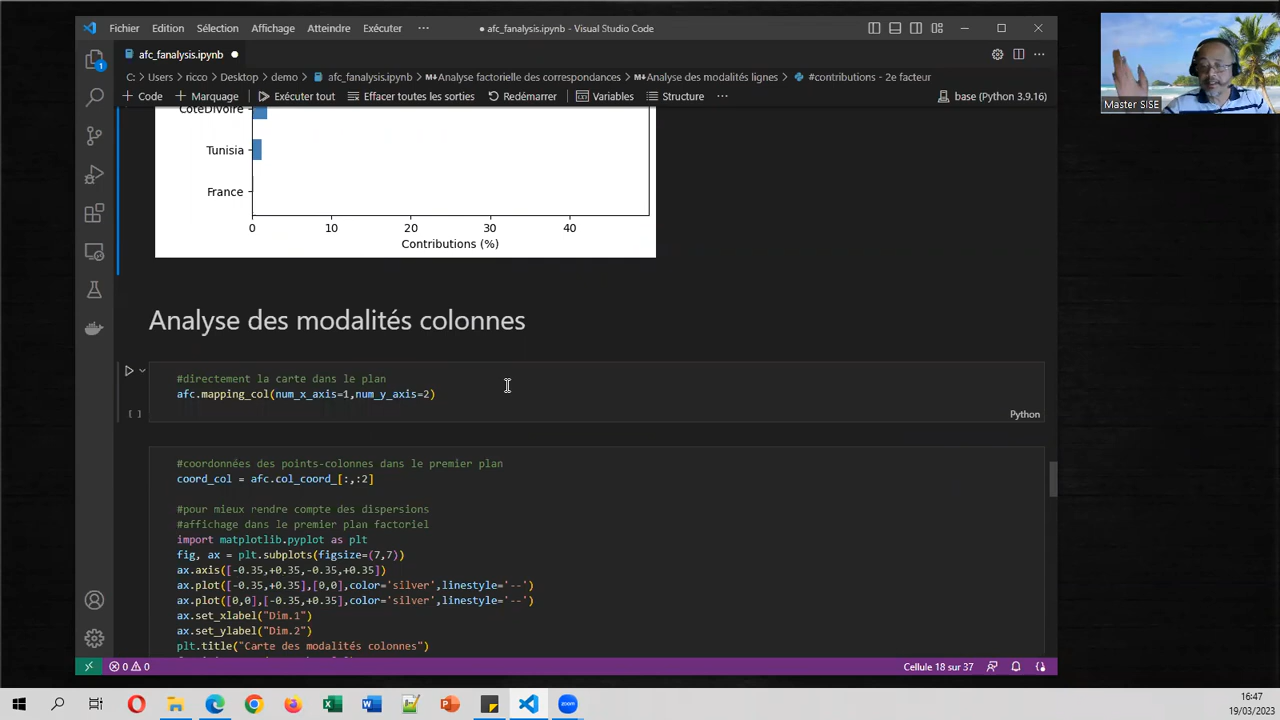 Fichier Edition Sélection Affichage Atteindre Exécuter ··· ● afc_fanalysis.ipynb - Visual Studio Code
afc_fanalysis.ipynb ●
C: > Users > ricco > Desktop > demo > afc_fanalysis.ipynb > M↓Analyse factorielle des correspondances > M↓Analyse des modalités lignes > #contributions - 2e facteur
+ Code + Marquage Exécuter tout Effacer toutes les sorties Redémarrer Variables Structure ··· base (Python 3.9.16)
Master SISE
1
CoteDIvoire
Tunisia
France
0 10 20 30 40
Contributions (%)
Analyse des modalités colonnes
#directement la carte dans le plan
afc.mapping_col(num_x_axis=1,num_y_axis=2)
[ ] Python
#coordonnées des points-colonnes dans le premier plan
coord_col = afc.col_coord_[:,:2]
#pour mieux rendre compte des dispersions
#affichage dans le premier plan factoriel
import matplotlib.pyplot as plt
fig, ax = plt.subplots(figsize=(7,7))
ax.axis([-0.35,+0.35,-0.35,+0.35])
ax.plot([-0.35,+0.35],[0,0],color='silver',linestyle='--')
ax.plot([0,0],[-0.35,+0.35],color='silver',linestyle='--')
ax.set_xlabel("Dim.1")
ax.set_ylabel("Dim.2")
plt.title("Carte des modalités colonnes")
0 0 Cellule 18 sur 37
zoom
16:47
19/03/2023